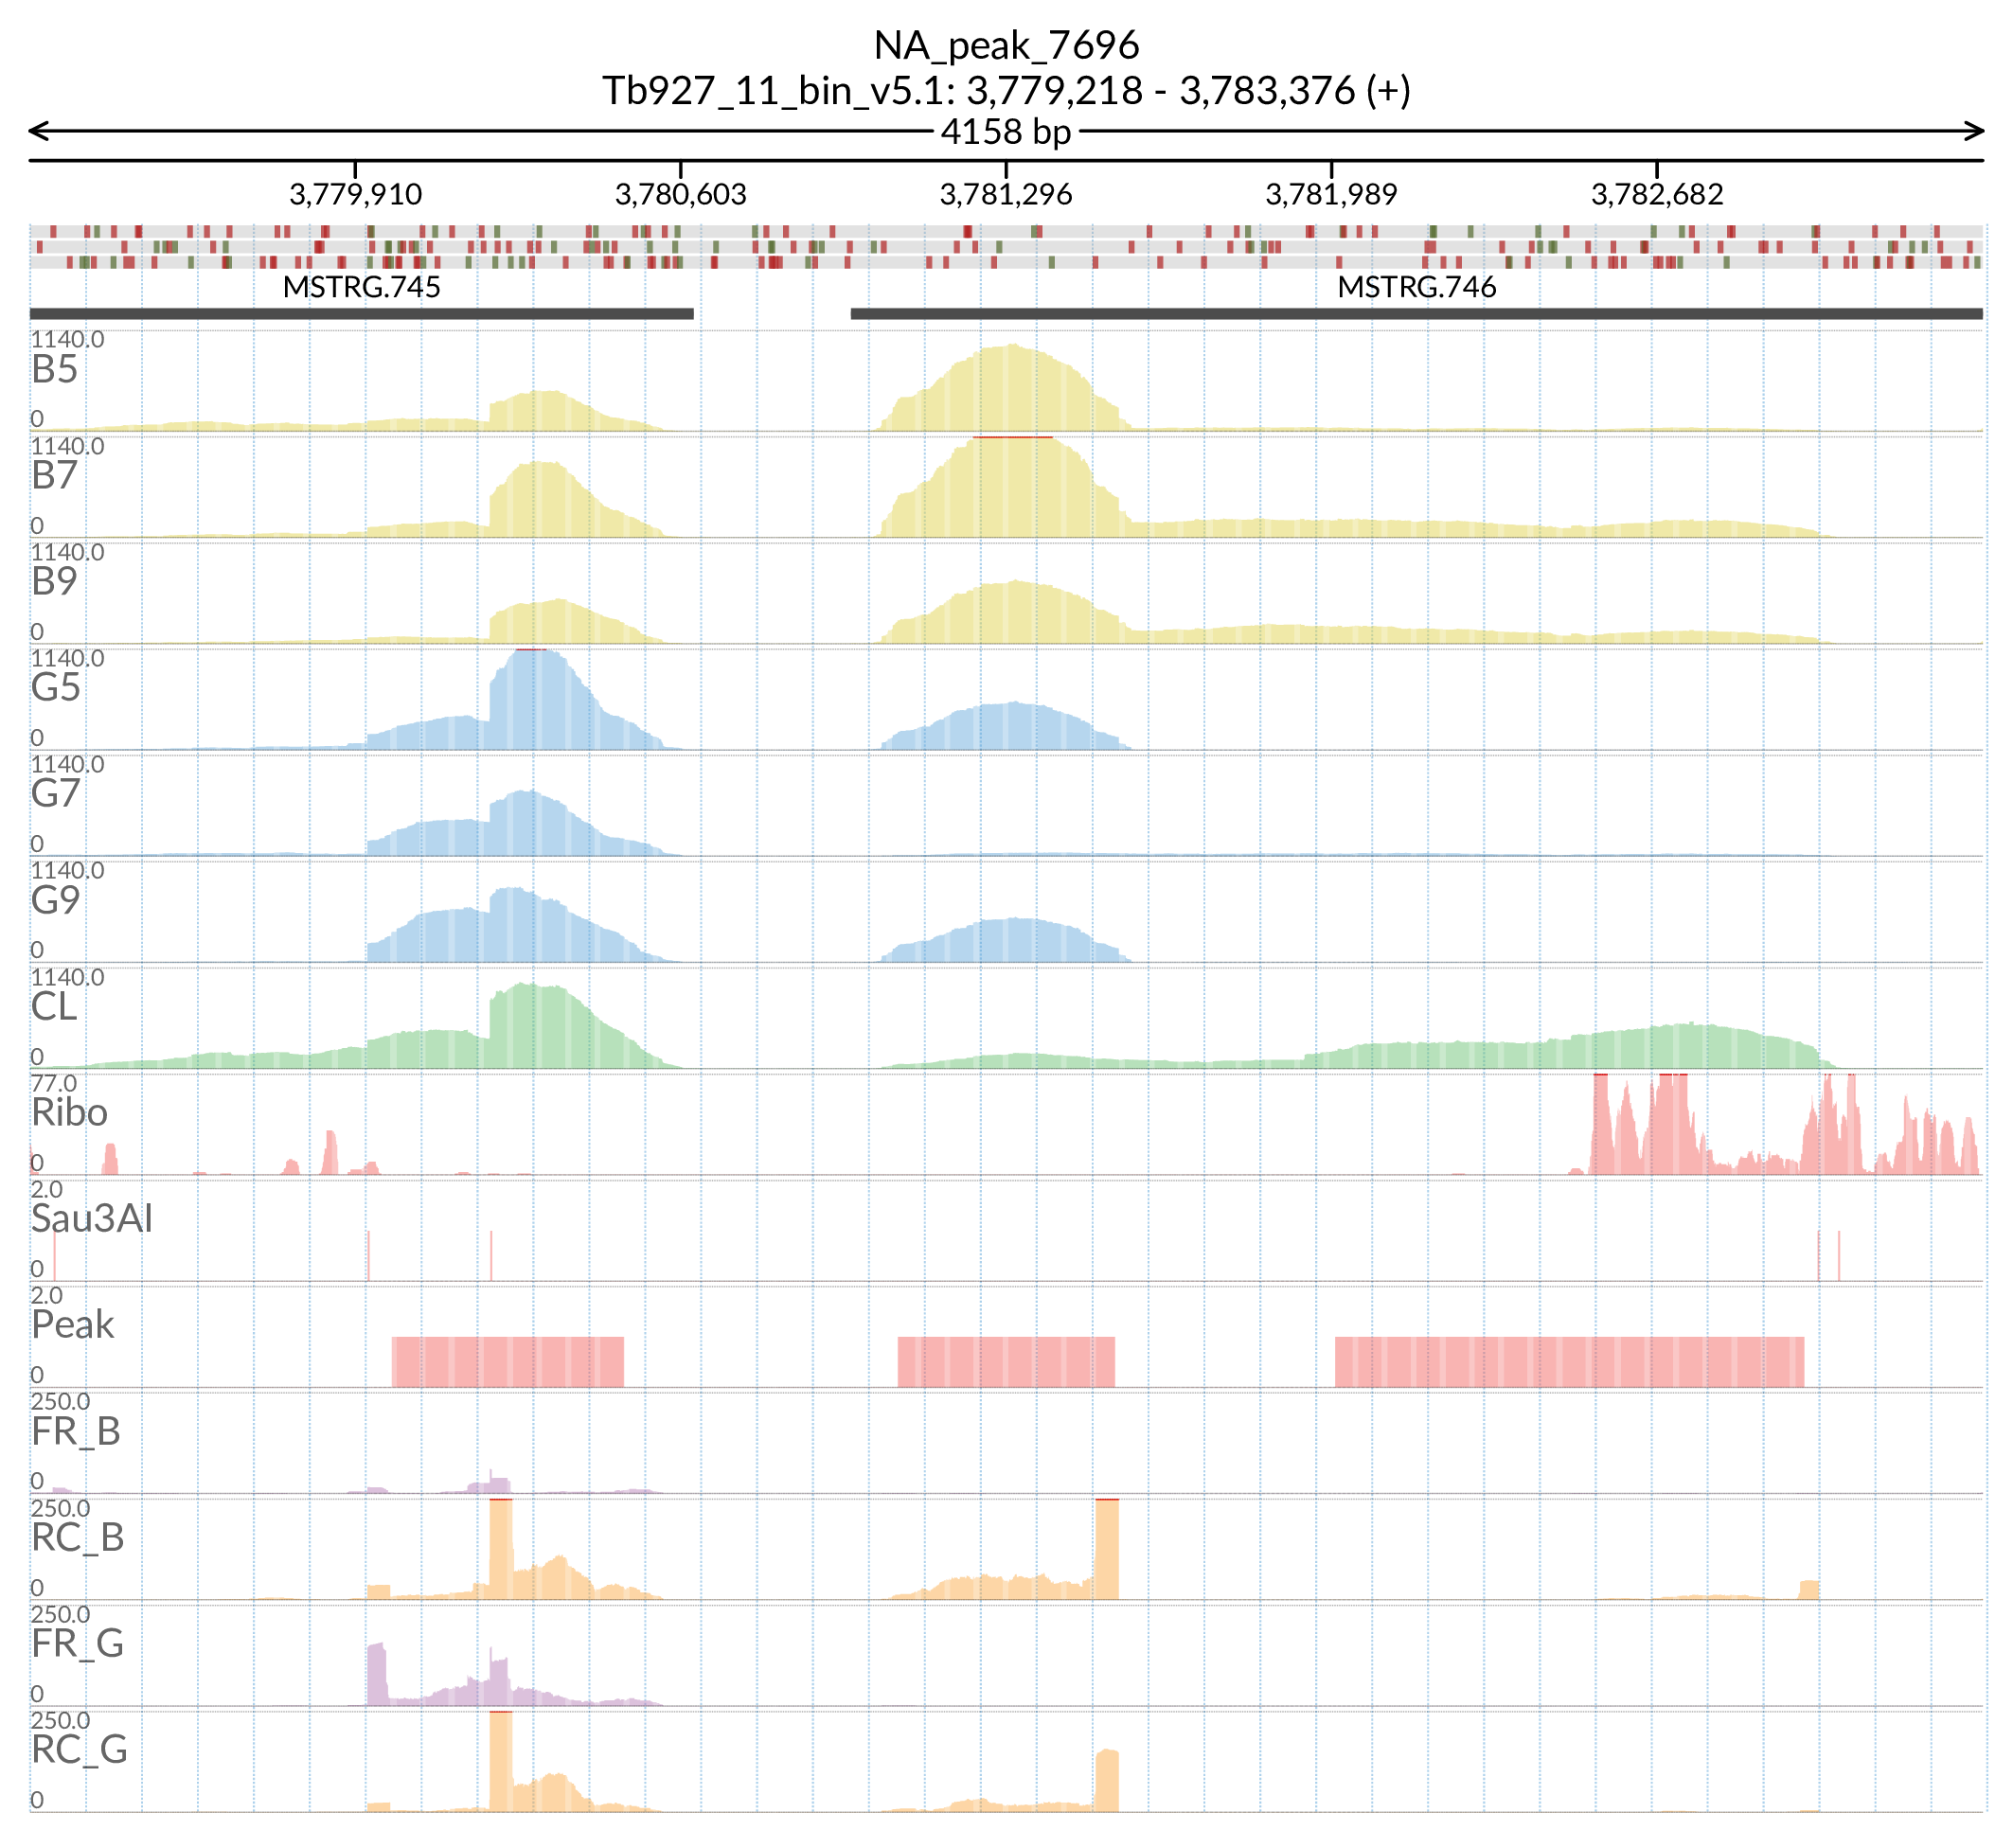 NA_peak_7696
Tb927_11_bin_v5.1: 3,779,218 - 3,783,376 (+)
4158 bp
3,779,910 3,780,603 3,781,296 3,781,989 3,782,682
MSTRG.745 MSTRG.746
1140.0
B5
0
1140.0
B7
0
1140.0
B9
0
1140.0
G5
0
1140.0
G7
0
1140.0
G9
0
1140.0
CL
0
77.0
Ribo
0
2.0
Sau3AI
0
2.0
Peak
0
250.0
FR_B
0
250.0
RC_B
0
250.0
FR_G
0
250.0
RC_G
0